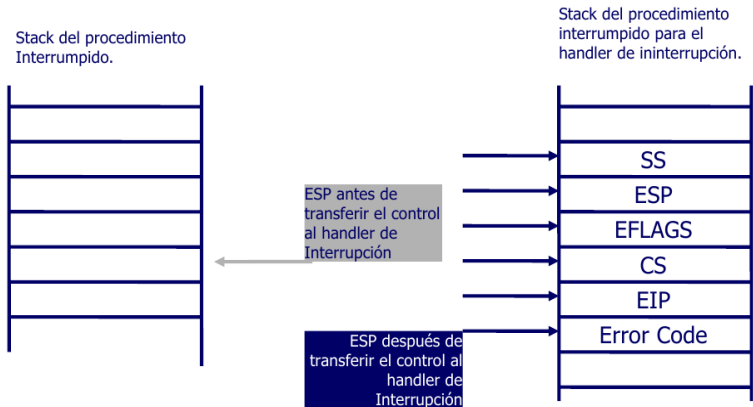 Stack del procedimiento
Interrumpido.
Stack del procedimiento
interrumpido para el
handler de ininterrupción.
ESP antes de
transferir el control
al handler de
Interrupción
SS
ESP
EFLAGS
CS
EIP
Error Code
ESP después de
transferir el control al
handler de
Interrupción